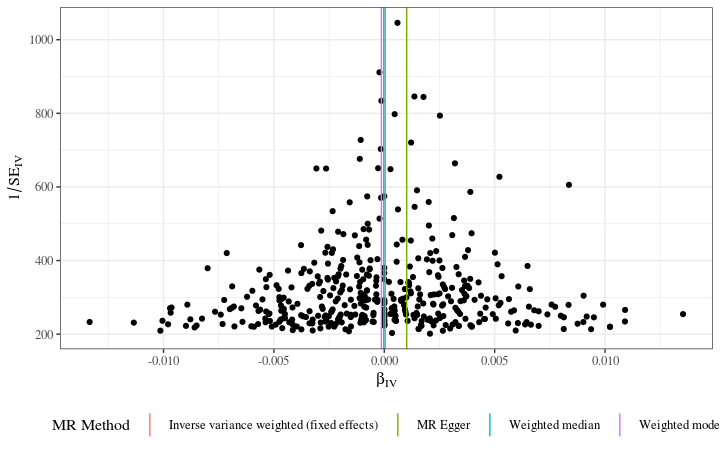 1000
800
600
400
200
1/SE_IV
-0.010
-0.005
0.000
0.005
0.010
β_IV
MR Method
Inverse variance weighted (fixed effects)
MR Egger
Weighted median
Weighted mode